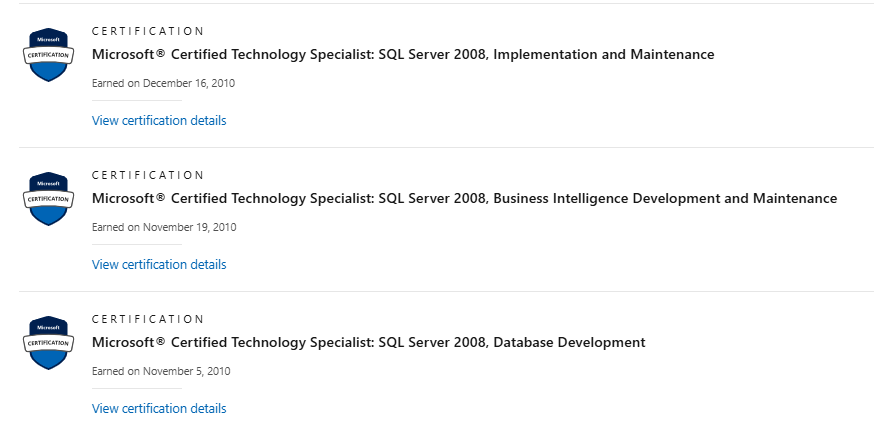 CERTIFICATION
Microsoft® Certified Technology Specialist: SQL Server 2008, Implementation and Maintenance
Microsoft
CERTIFICATION
Earned on December 16, 2010
View certification details
CERTIFICATION
Microsoft® Certified Technology Specialist: SQL Server 2008, Business Intelligence Development and Maintenance
Microsoft
CERTIFICATION
Earned on November 19, 2010
View certification details
CERTIFICATION
Microsoft® Certified Technology Specialist: SQL Server 2008, Database Development
Microsoft
CERTIFICATION
Earned on November 5, 2010
View certification details